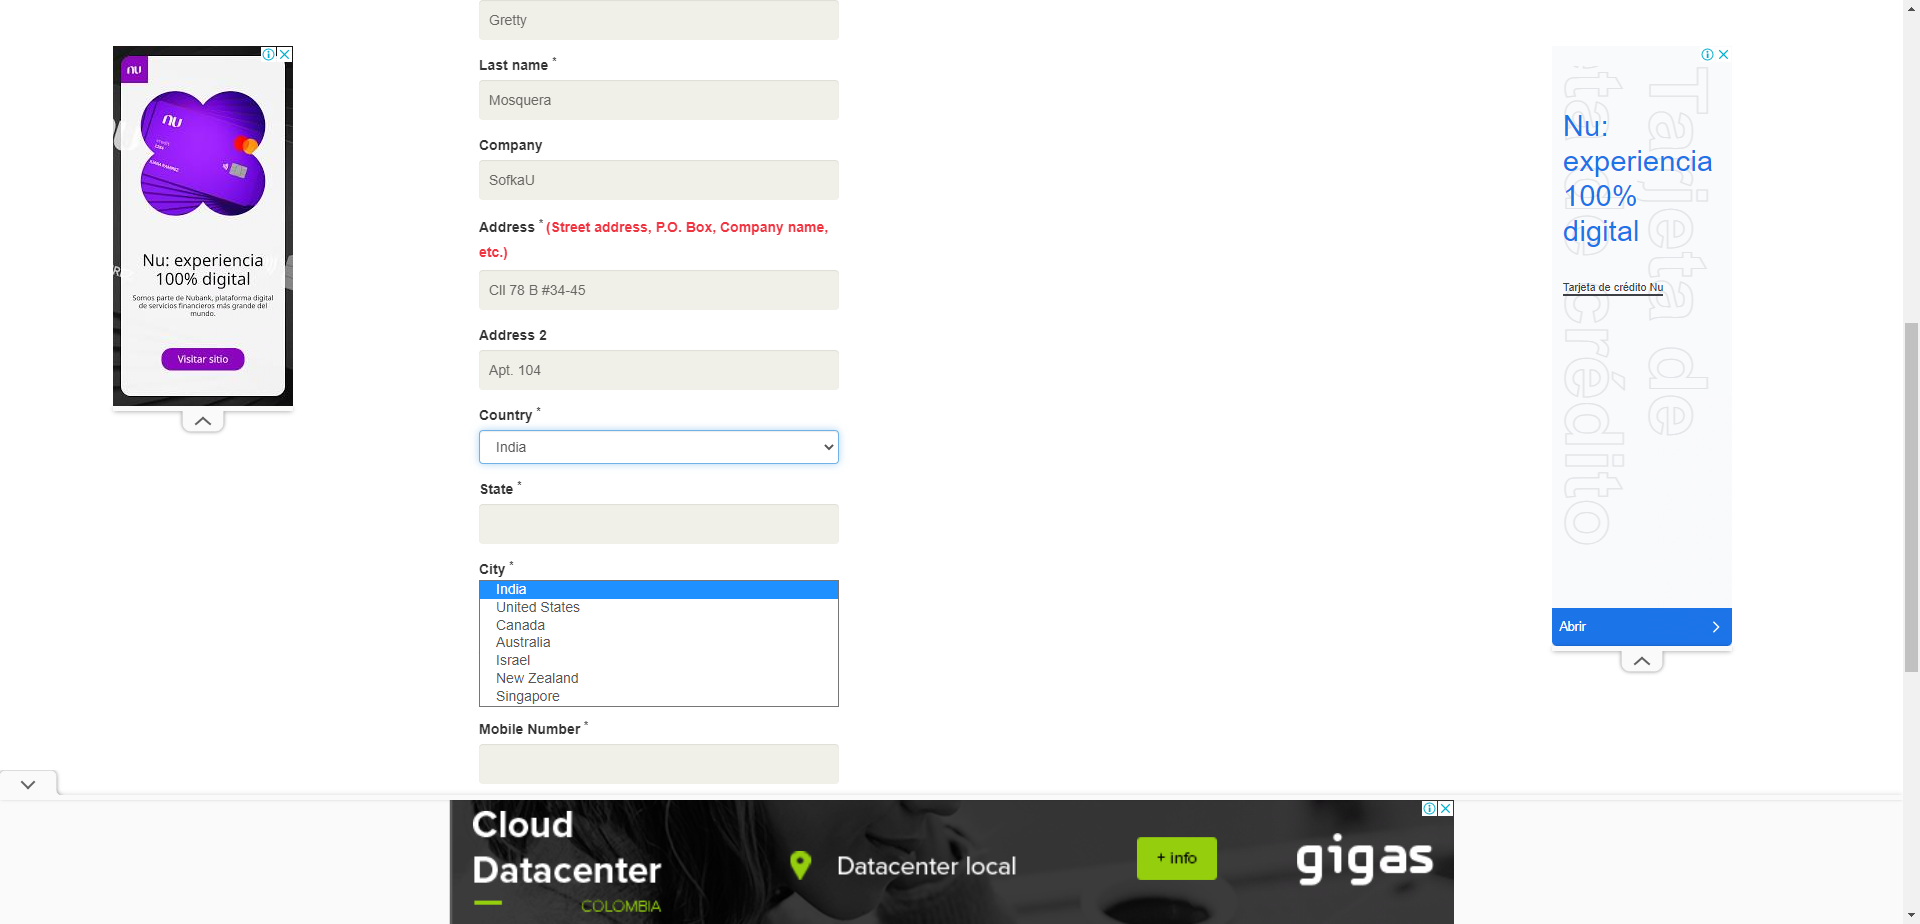 Gretty
Last name *
Mosquera
Company
SofkaU
Address * (Street address, P.O. Box, Company name,
etc.)
Cll 78 B #34-45
Address 2
Apt. 104
Country *
India
State *
City *
India
United States
Canada
Australia
Israel
New Zealand
Singapore
Mobile Number *
nu
nu
Nu: experiencia
100% digital
Somos parte de Nubank, plataforma digital
de servicios financieros más grande del
mundo.
Visitar sitio
Tarjeta de
crédito
Nu:
experiencia
100%
digital
Tarjeta de crédito Nu
Abrir
Cloud
Datacenter
COLOMBIA
Datacenter local
+ info
gigas